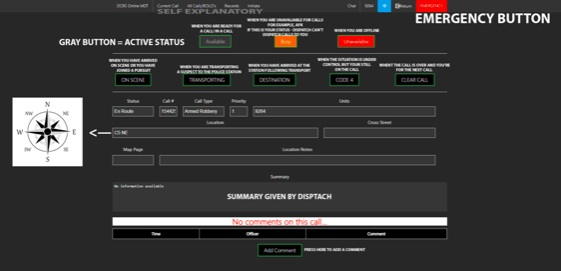 DOJRS Online MDT Current Call All Calls/BOLO's Records Initiate Chat 9264 Return EMERGENCY
SELF EXPLANATORY
EMERGENCY BUTTON
GRAY BUTTON = ACTIVE STATUS
WHEN YOU ARE READY FOR
A CALL/IN A CALL
Available
WHEN YOU ARE UNAVAILABLE FOR CALLS
FOR EXAMPLE, AFK
IF THIS IS YOUR STATUS - DISPATCH CAN'T
DISPATCH CALLS TO YOU
Busy
WHEN YOU ARE OFFLINE
Unavailable
WHEN YOU HAVE ARRIVED
ON SCENE OR YOU HAVE
JOINED A PURSUIT
ON SCENE
WHEN YOU ARE TRANSPORTING
A SUSPECT TO THE POLICE STATION
TRANSPORTING
WHEN YOU HAVE ARRIVED AT THE
STATION FOLLOWING TRANSPORT
DESTINATION
WHEN THE SITUATION IS UNDER
CONTROL, BUT YOUR STILL
ON THE CALL
CODE 4
WHENT THE CALL IS OVER AND YOU'RE
FOR THE NEXT CALL
CLEAR CALL
Status Call # Call Type Priority Units
En Route Armed Robbery 1 9264
Location Cross Street
CS NE
Map Page Location Notes
N
NW NE
W E
SW SE
S
Summary
No information available
SUMMARY GIVEN BY DISPTACH
No comments on this call...
Time Officer Comment
Add Comment PRESS HERE TO ADD A COMMENT